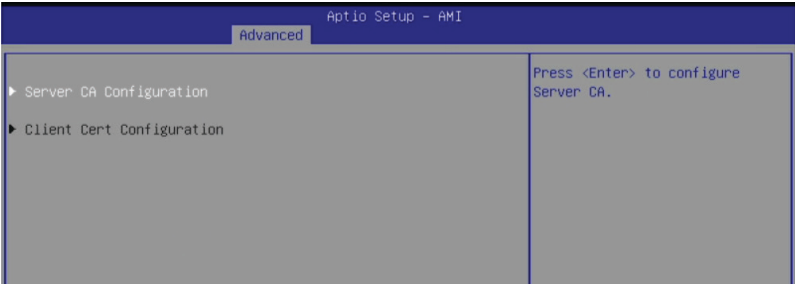 Aptio Setup – AMI
Advanced
▶ Server CA Configuration
▶ Client Cert Configuration
Press <Enter> to configure
Server CA.